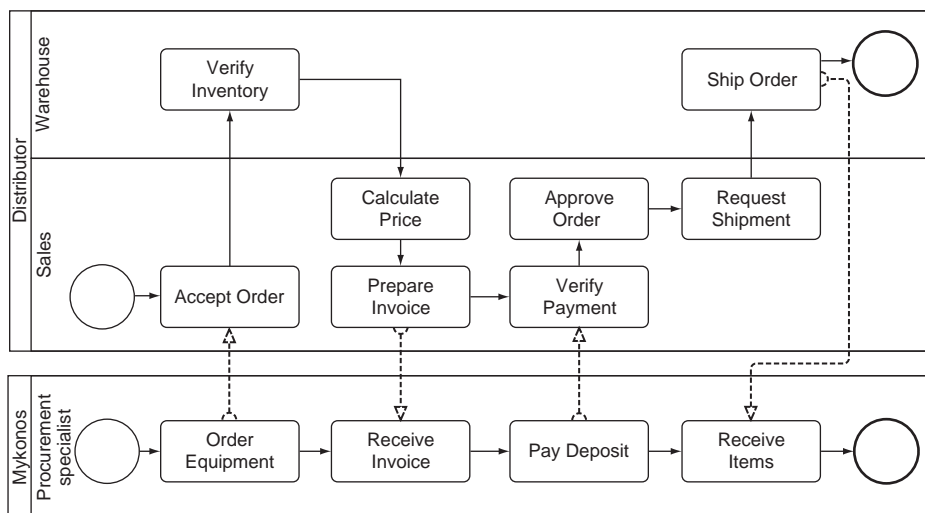 Distributor
Warehouse
Verify
Inventory
Ship Order
Sales
Calculate
Price
Approve
Order
Request
Shipment
Accept Order
Prepare
Invoice
Verify
Payment
Mykonos
Procurement
specialist
Order
Equipment
Receive
Invoice
Pay Deposit
Receive
Items